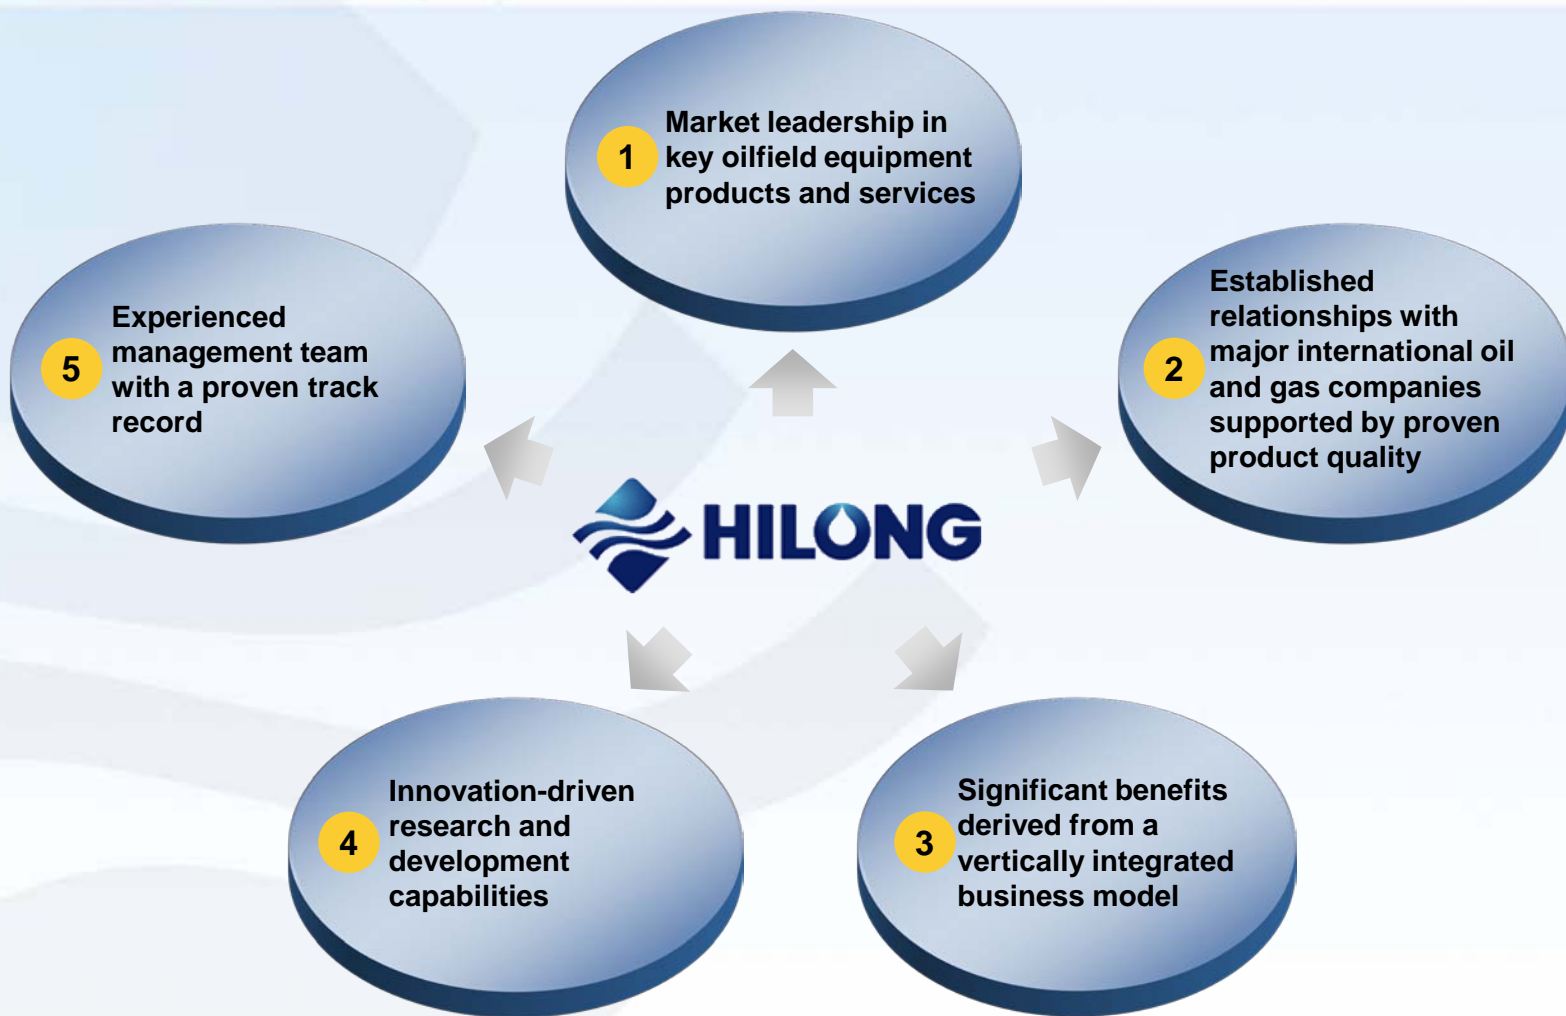 1
Market leadership in
key oilfield equipment
products and services
2
Established
relationships with
major international oil
and gas companies
supported by proven
product quality
3
Significant benefits
derived from a
vertically integrated
business model
4
Innovation-driven
research and
development
capabilities
5
Experienced
management team
with a proven track
record
HILONG